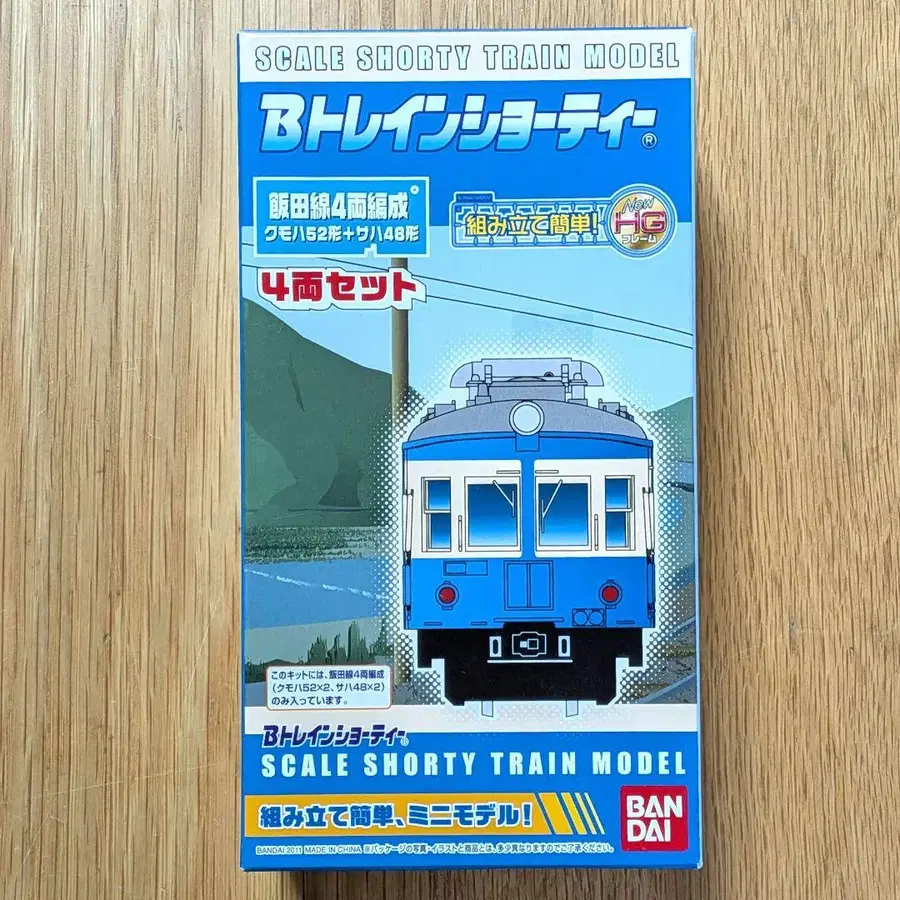 SCALE SHORTY TRAIN MODEL
Bトレインショーティー®
飯田線4両編成
クモハ52形+サハ48形
組み立て簡単!
New
HG
フレーム
4両セット
このキットには、飯田線4両編成
(クモハ52×2、サハ48×2)
のみ入っています。
Bトレインショーティー®
SCALE SHORTY TRAIN MODEL
組み立て簡単、ミニモデル!
BAN
DAI
BANDAI 2011 MADE IN CHINA ※パッケージの写真・イラストと商品とは、多少異なりますのでご了承ください。